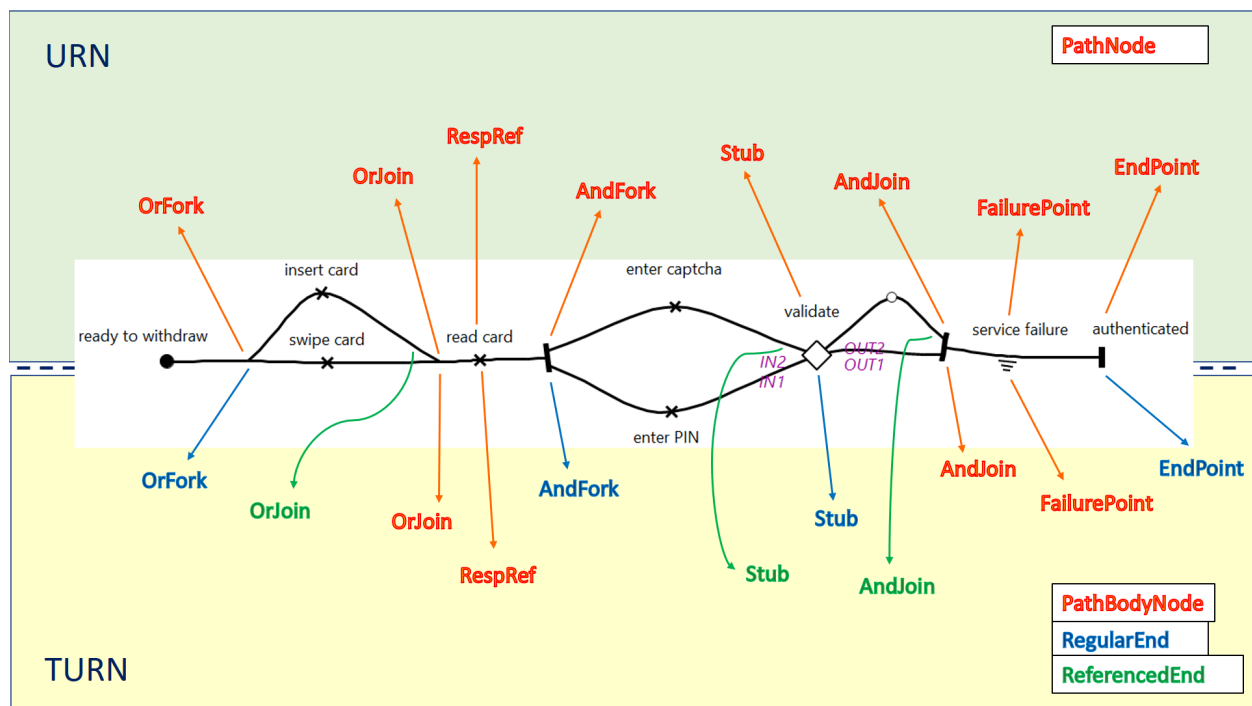 URN
PathNode
RespRef
Stub
EndPoint
OrJoin
AndJoin
AndFork
OrFork
FailurePoint
insert card
enter captcha
validate
ready to withdraw
swipe card
read card
service failure
authenticated
OUT2
IN2
OUT1
IN1
enter PIN
OrFork
AndFork
AndJoin
EndPoint
OrJoin
OrJoin
Stub
FailurePoint
RespRef
Stub
AndJoin
PathBodyNode
RegularEnd
TURN
ReferencedEnd